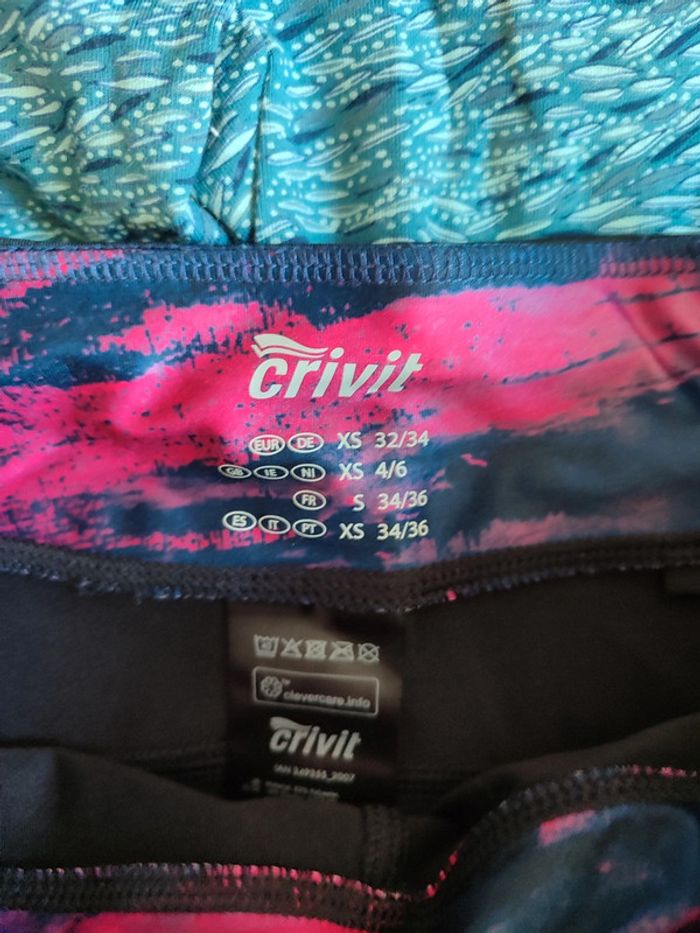 crivit
EUR DE XS 32/34
GB IE NI XS 4/6
FR S 34/36
ES IT PT XS 34/36
clevercare.info
crivit